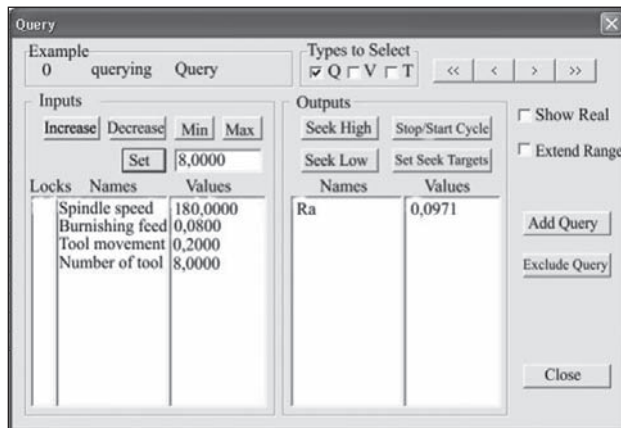 Query
Example
0 querying Query
Types to Select
Q V T
<< < > >>
Inputs
Increase Decrease Min Max
Set 8,0000
Locks Names Values
Spindle speed 180,0000
Burnishing feed 0,0800
Tool movement 0,2000
Number of tool 8,0000
Outputs
Seek High Stop/Start Cycle
Seek Low Set Seek Targets
Names Values
Ra 0,0971
Show Real
Extend Range
Add Query
Exclude Query
Close